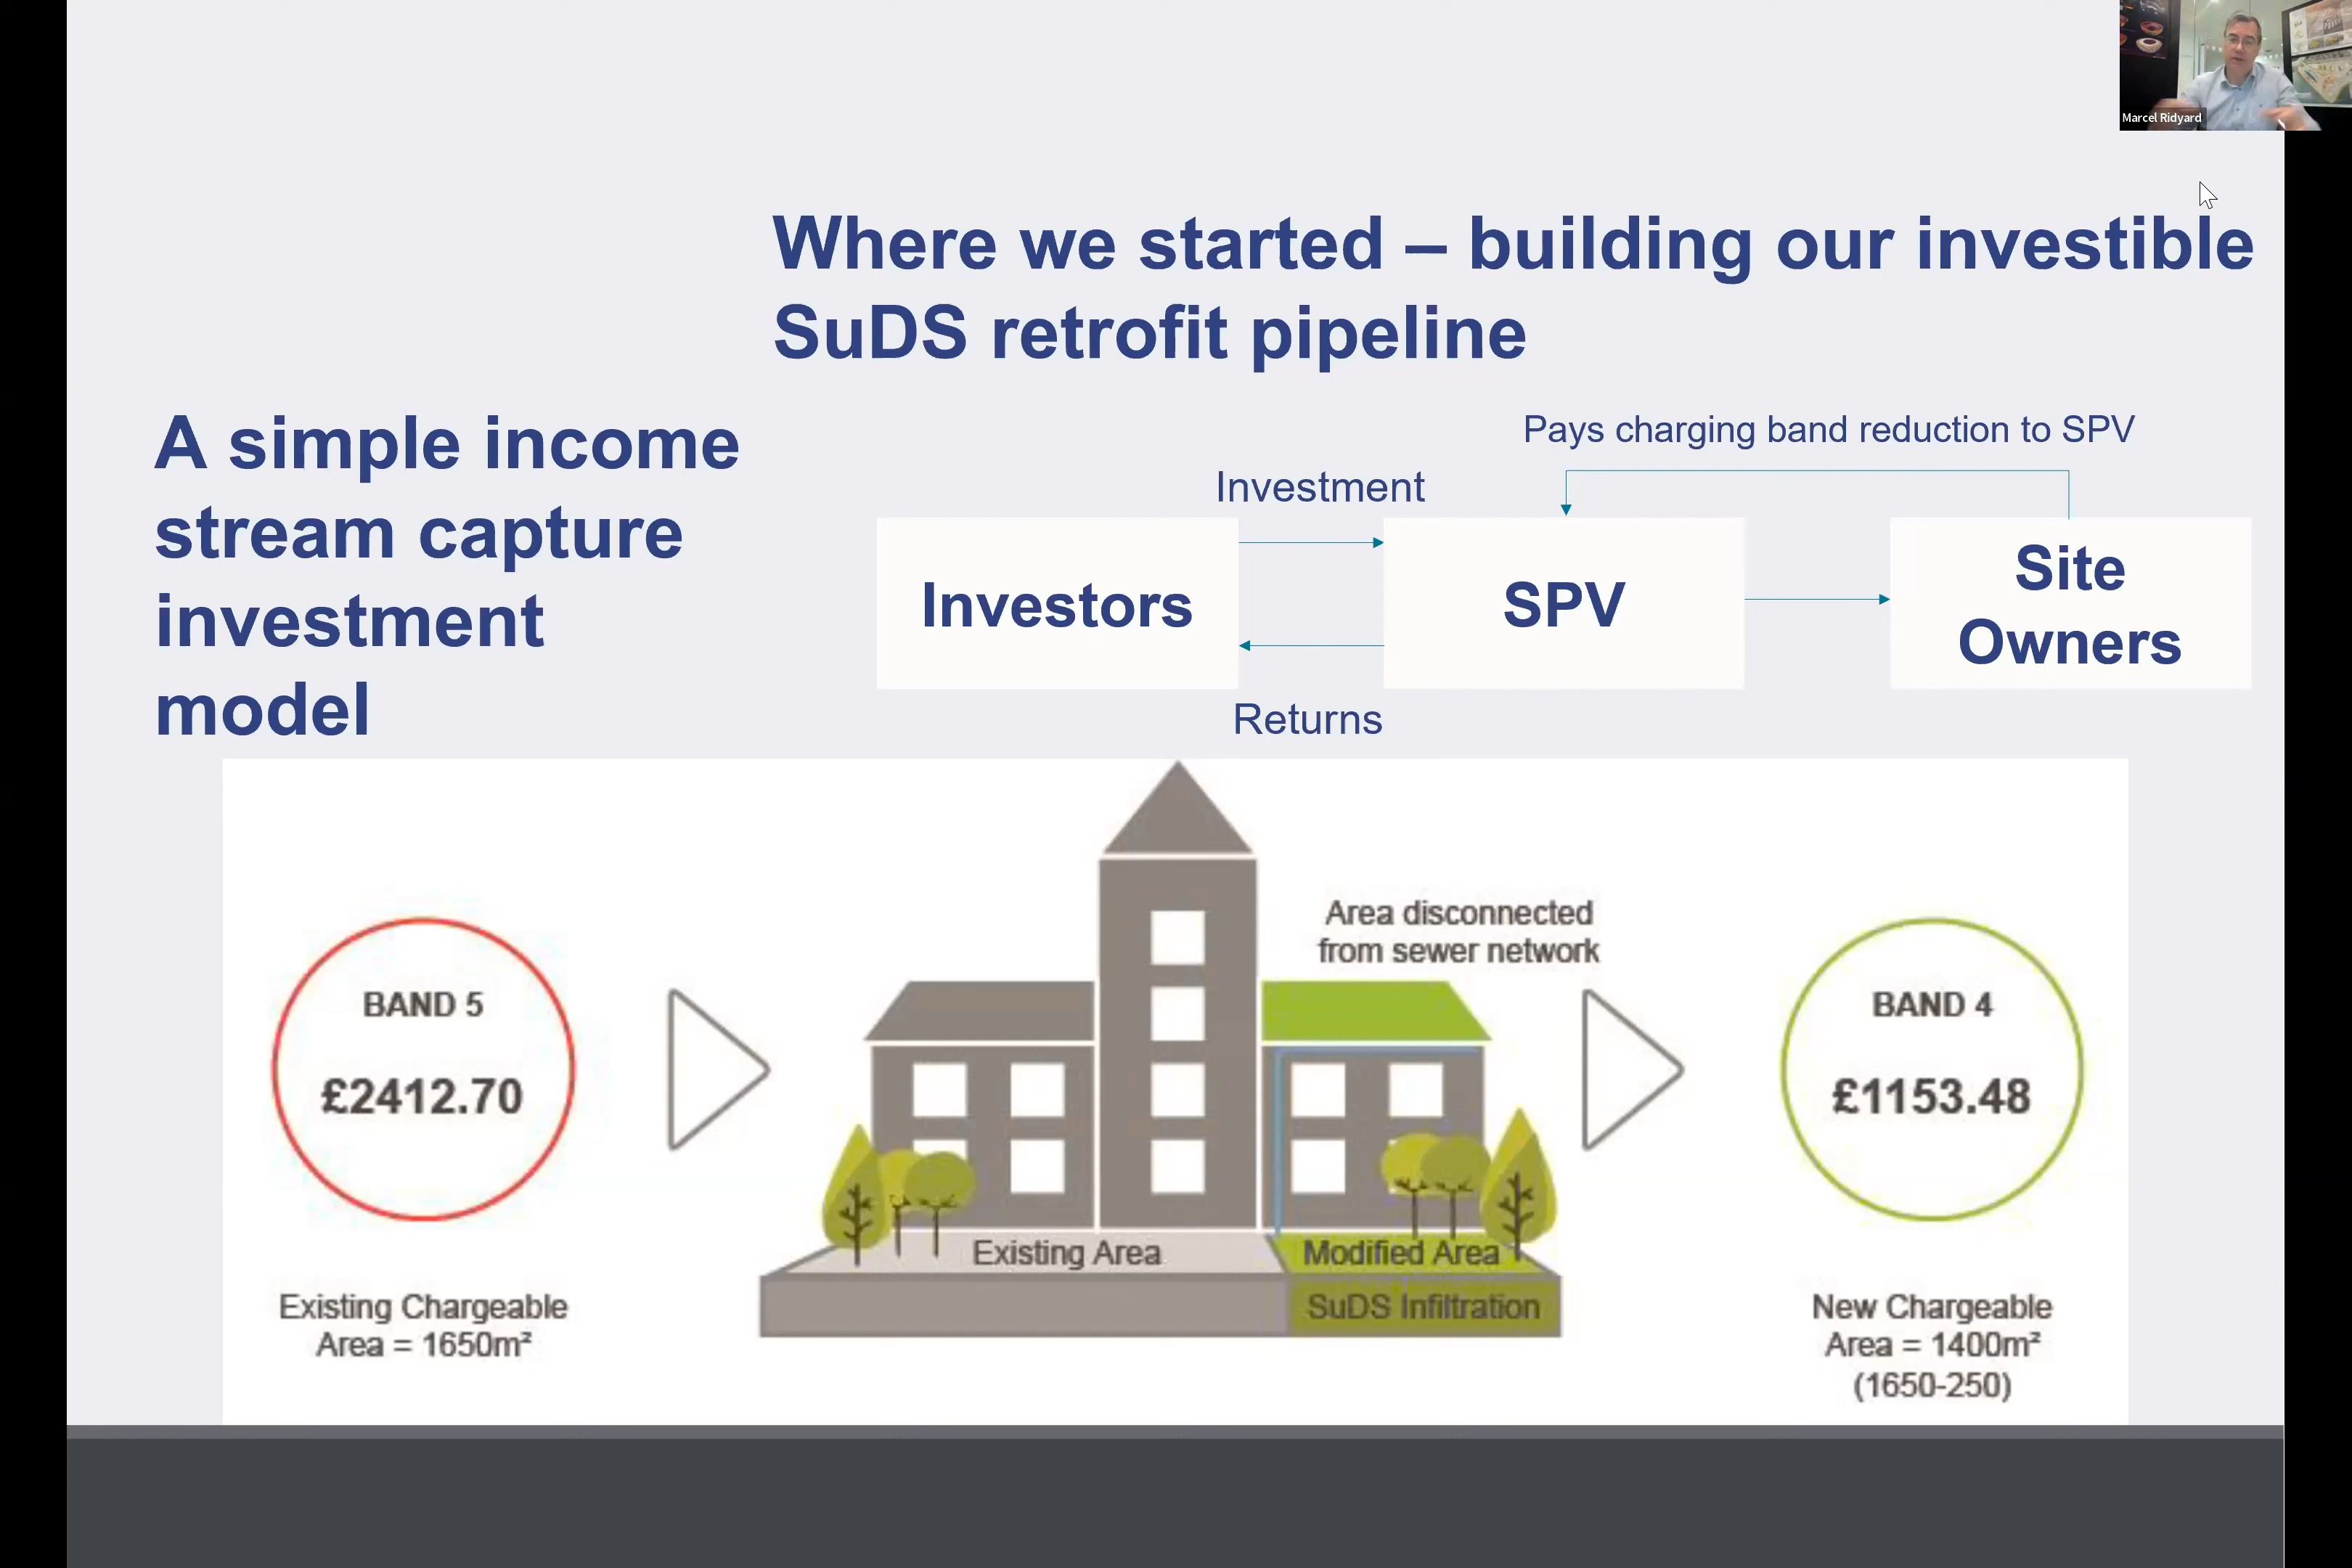 Marcel Ridyard
Where we started – building our investible
SuDS retrofit pipeline
A simple income
stream capture
investment
model
Pays charging band reduction to SPV
Investment
Investors
SPV
Site
Owners
Returns
BAND 5
£2412.70
Existing Chargeable
Area = 1650m²
Area disconnected
from sewer network
Existing Area
Modified Area
SuDS Infiltration
BAND 4
£1153.48
New Chargeable
Area = 1400m²
(1650-250)